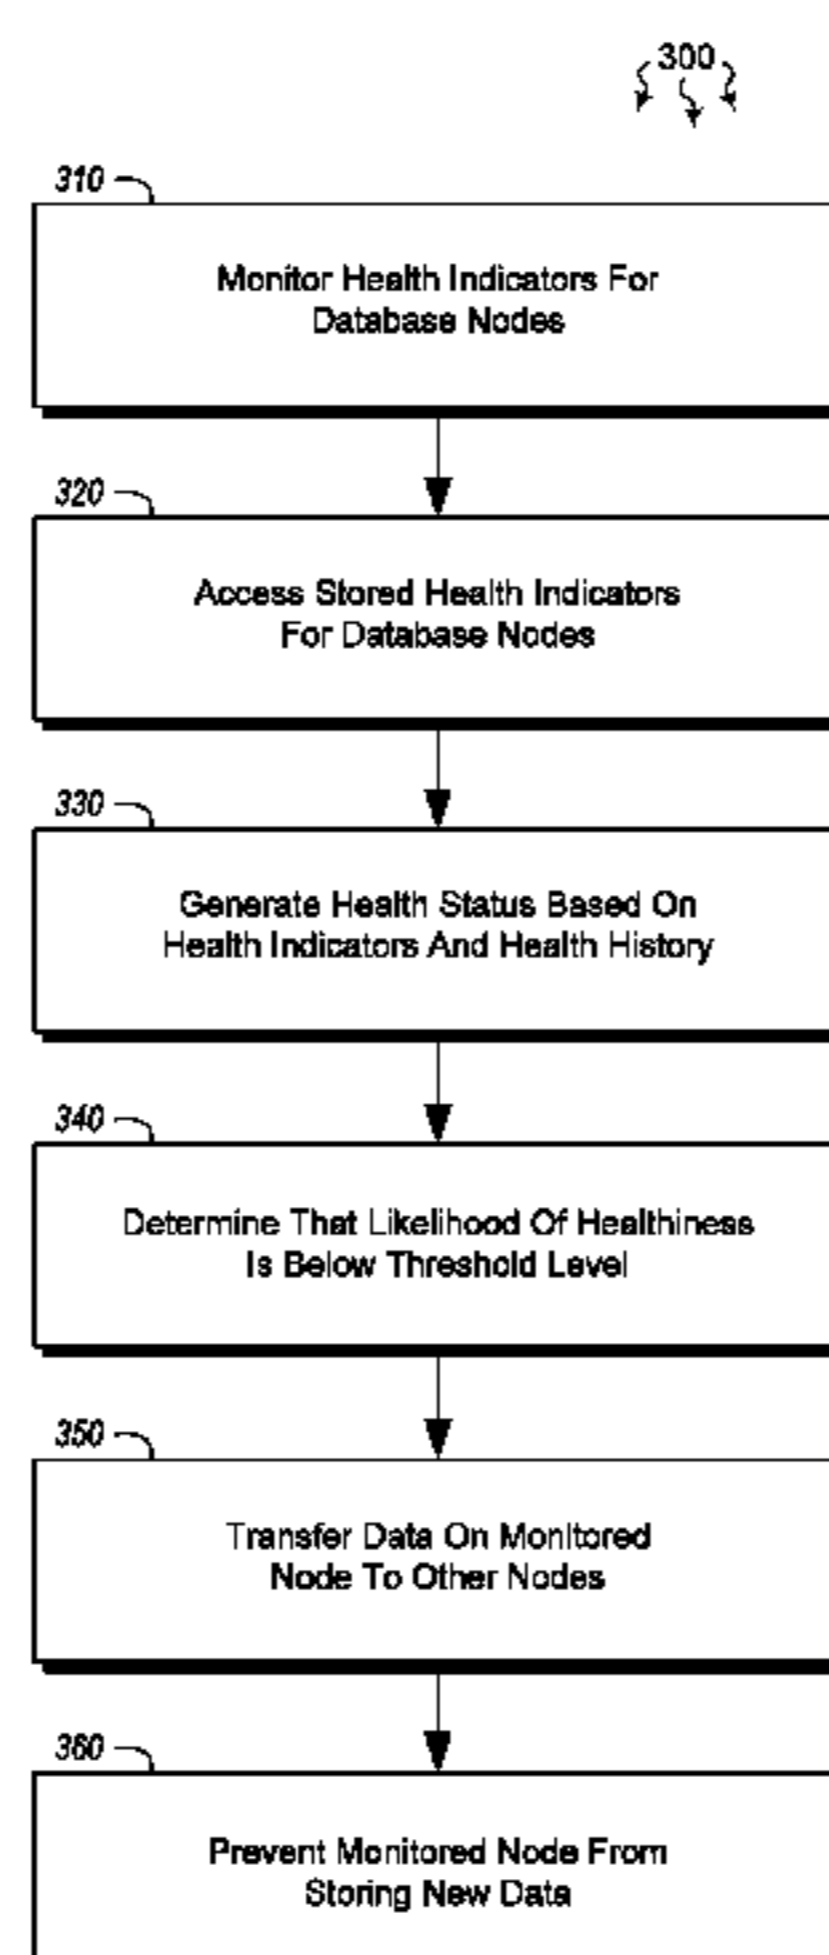 300
310
Monitor Health Indicators For
Database Nodes
320
Access Stored Health Indicators
For Database Nodes
330
Generate Health Status Based On
Health Indicators And Health History
340
Determine That Likelihood Of Healthiness
Is Below Threshold Level
350
Transfer Data On Monitored
Node To Other Nodes
360
Prevent Monitored Node From
Storing New Data